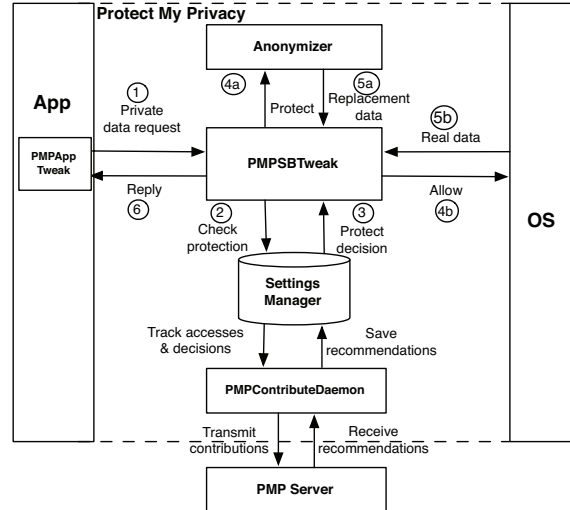 Protect My Privacy
Anonymizer
App
1
Private
data request
4a
Protect
5a
Replacement
data
5b
Real data
PMPApp
Tweak
PMPSBTweak
Reply
6
2
Check
protection
3
Protect
decision
Allow
4b
OS
Settings
Manager
Track accesses
& decisions
Save
recommendations
PMPContributeDaemon
Transmit
contributions
Receive
recommendations
PMP Server